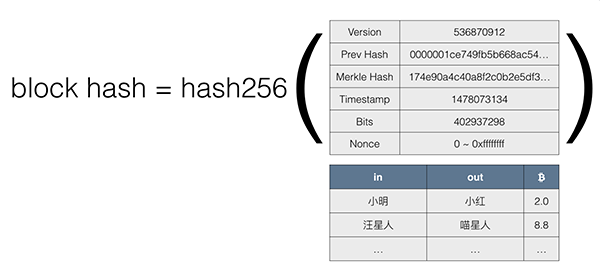 block hash = hash256
(
Version 536870912
Prev Hash 0000001ce749fb5b668ac54…
Merkle Hash 174e90a4c40a8f2c0b2e5df3…
Timestamp 1478073134
Bits 402937298
Nonce 0 ~ 0xffffffff
)
in out ₿
小明 小红 2.0
汪星人 喵星人 8.8
… … …